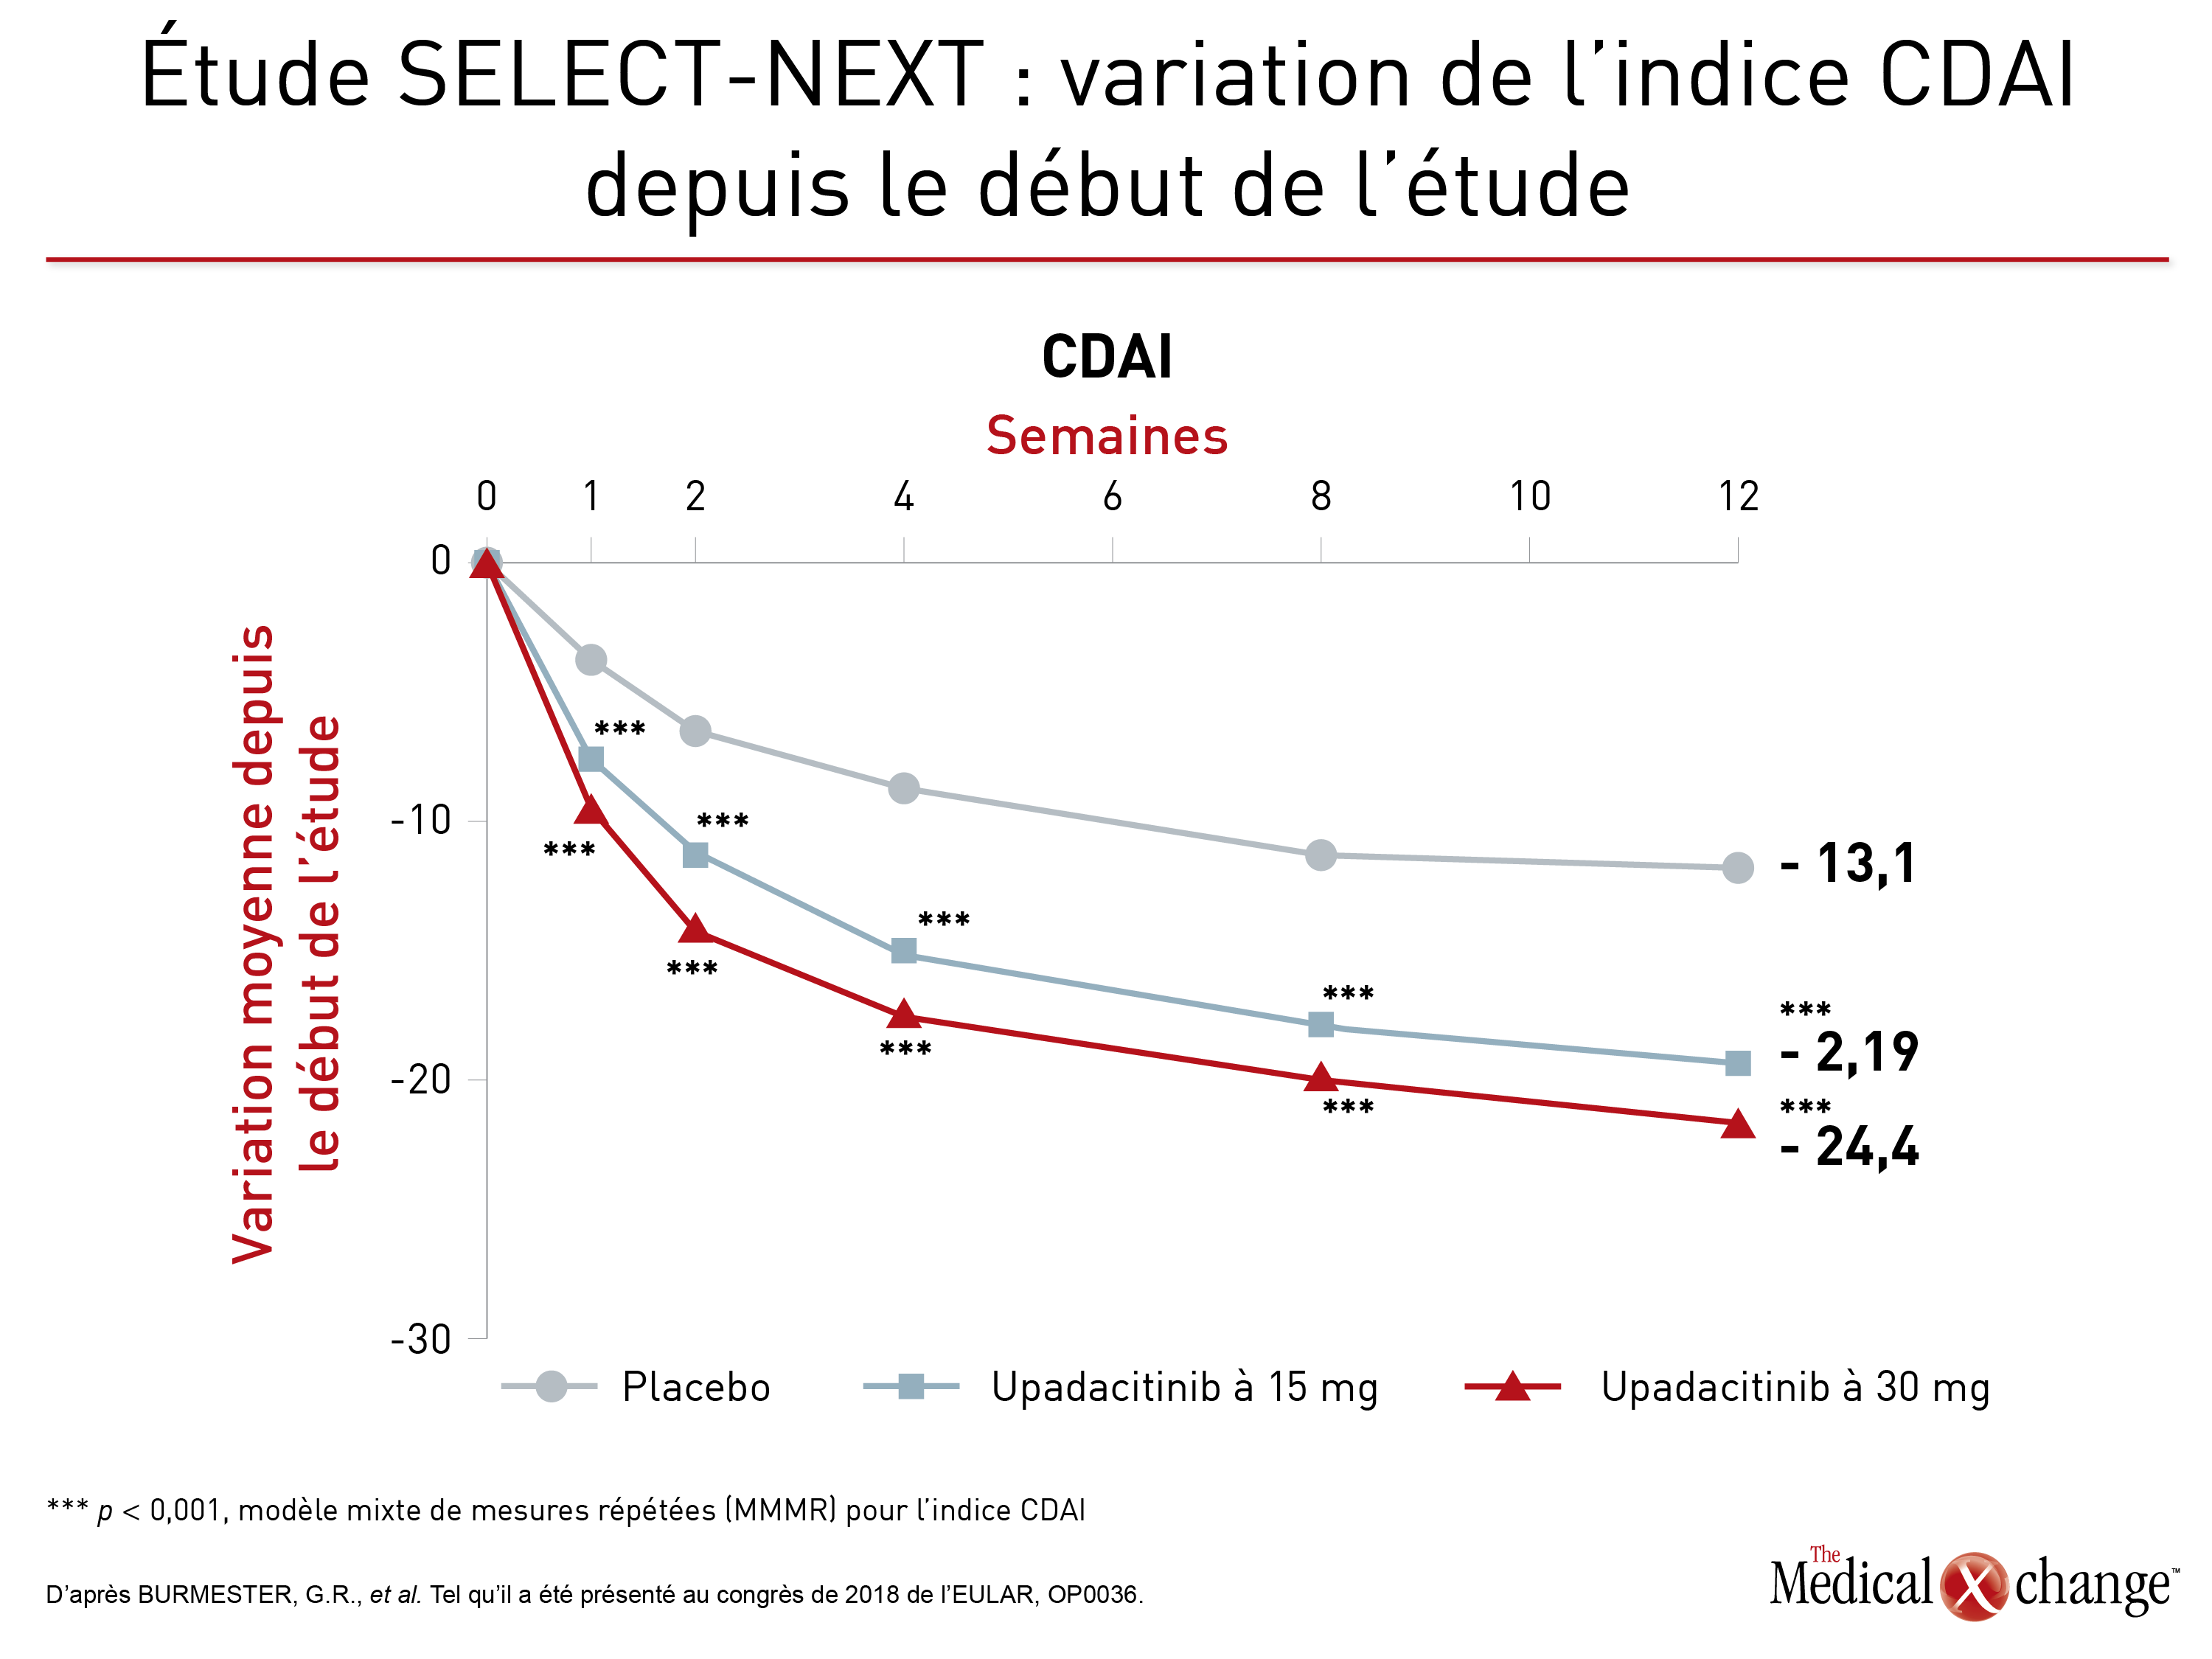 Étude SELECT-NEXT : variation de l’indice CDAI
depuis le début de l’étude
CDAI
Semaines
0 1 2 4 6 8 10 12
Variation moyenne depuis
le début de l’étude
0
-10
-20
-30
***
***
***
***
***
***
***
***
- 13,1
***
- 2,19
***
- 24,4
Placebo Upadacitinib à 15 mg Upadacitinib à 30 mg
*** p < 0,001, modèle mixte de mesures répétées (MMMR) pour l’indice CDAI
D’après BURMESTER, G.R., et al. Tel qu’il a été présenté au congrès de 2018 de l’EULAR, OP0036.
The
Medical Xchange™